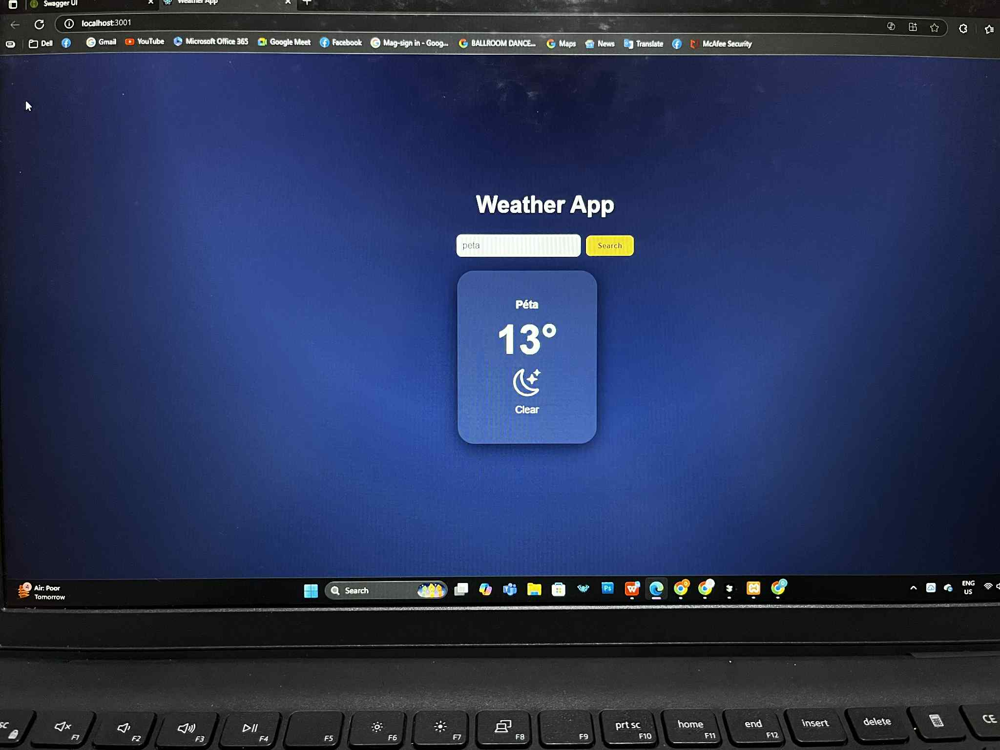 Swagger UI
Weather App
localhost:3001
Dell Gmail YouTube Microsoft Office 365 Google Meet Facebook Mag-sign in - Goog... BALLROOM DANCE... Maps News Translate McAfee Security
Weather App
peta Search
Péta
13°
Clear
4 Air: Poor
Tomorrow
Search
Ps
W
ENG
US
F1 F2 F3 F4 F5 F6 F7 F8 F9 prt sc F10 home F11 end F12 insert delete CE